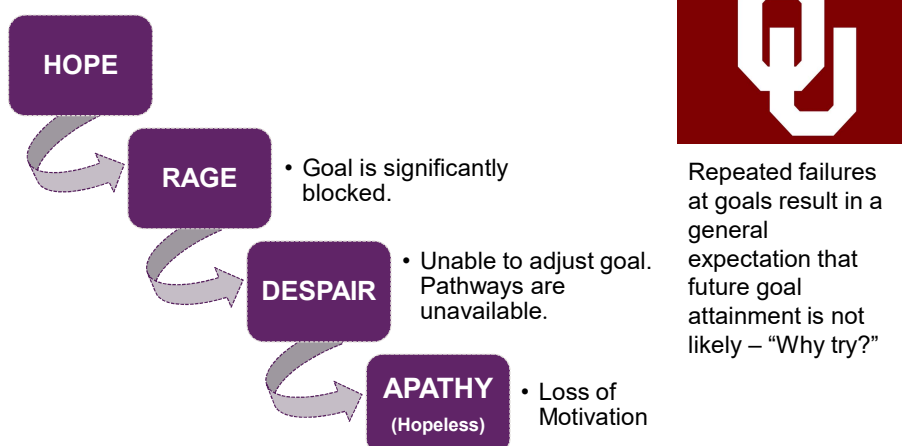 HOPE
RAGE
• Goal is significantly
blocked.
DESPAIR
• Unable to adjust goal.
Pathways are
unavailable.
APATHY
(Hopeless)
• Loss of
Motivation
OU
Repeated failures
at goals result in a
general
expectation that
future goal
attainment is not
likely – “Why try?”